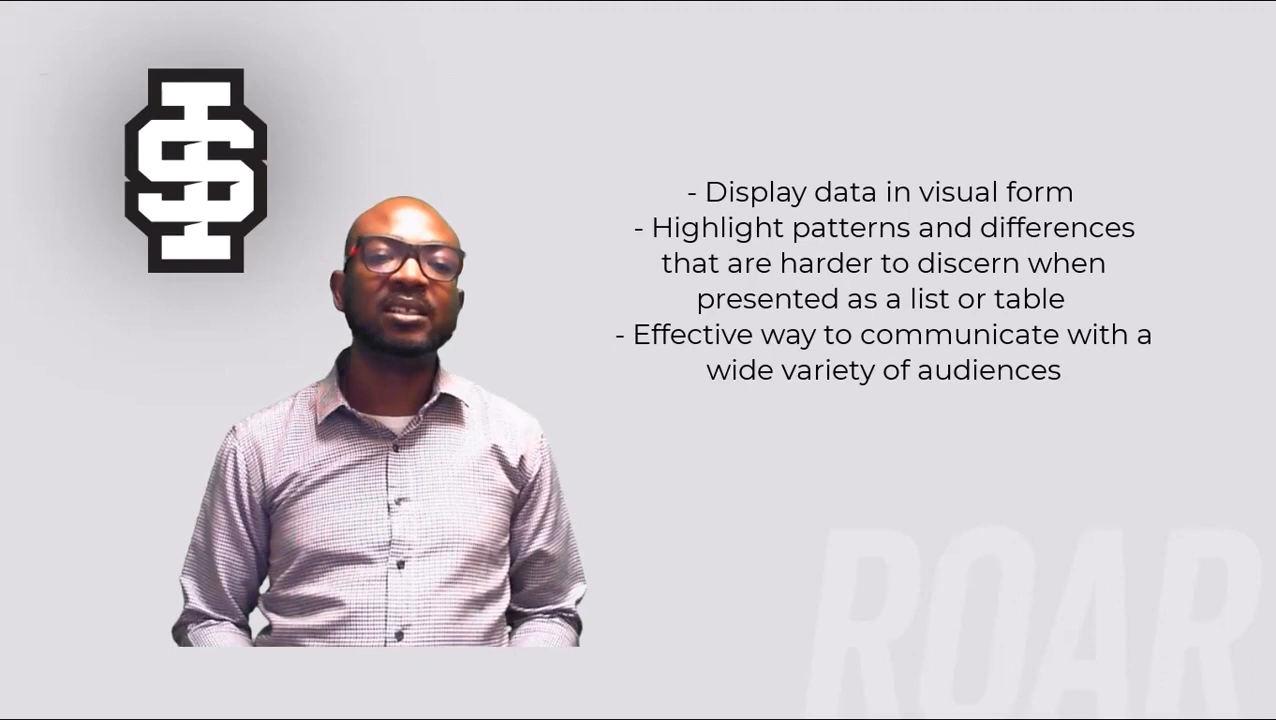 IS
- Display data in visual form
- Highlight patterns and differences
that are harder to discern when
presented as a list or table
- Effective way to communicate with a
wide variety of audiences
ROAR